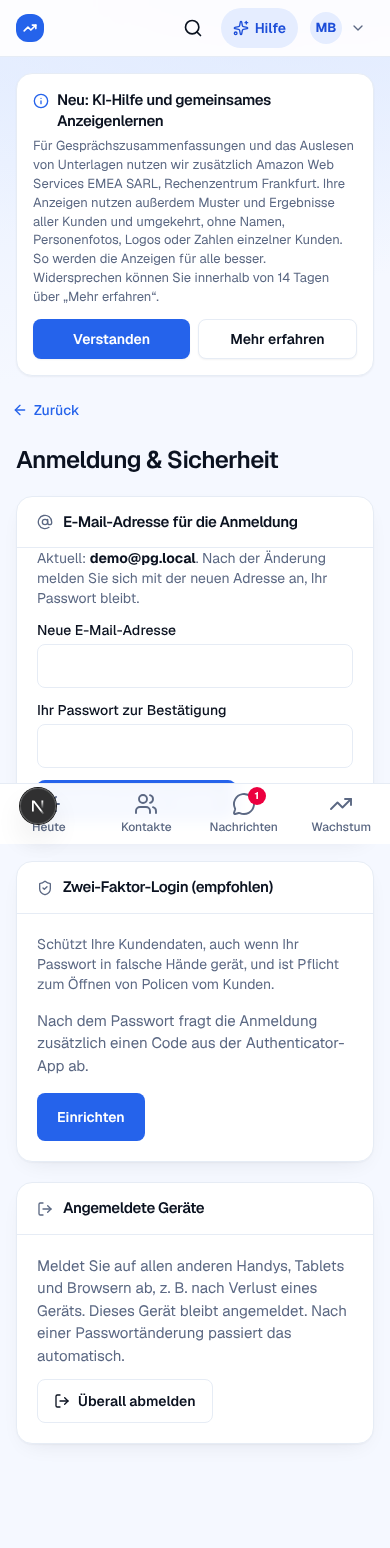 Hilfe
MB
Neu: KI-Hilfe und gemeinsames
Anzeigenlernen
Für Gesprächszusammenfassungen und das Auslesen
von Unterlagen nutzen wir zusätzlich Amazon Web
Services EMEA SARL, Rechenzentrum Frankfurt. Ihre
Anzeigen nutzen außerdem Muster und Ergebnisse
aller Kunden und umgekehrt, ohne Namen,
Personenfotos, Logos oder Zahlen einzelner Kunden.
So werden die Anzeigen für alle besser.
Widersprechen können Sie innerhalb von 14 Tagen
über „Mehr erfahren“.
Verstanden
Mehr erfahren
Zurück
Anmeldung & Sicherheit
E-Mail-Adresse für die Anmeldung
Aktuell: demo@pg.local. Nach der Änderung
melden Sie sich mit der neuen Adresse an, Ihr
Passwort bleibt.
Neue E-Mail-Adresse
Ihr Passwort zur Bestätigung
N
1
Heute
Kontakte
Nachrichten
Wachstum
Zwei-Faktor-Login (empfohlen)
Schützt Ihre Kundendaten, auch wenn Ihr
Passwort in falsche Hände gerät, und ist Pflicht
zum Öffnen von Policen vom Kunden.
Nach dem Passwort fragt die Anmeldung
zusätzlich einen Code aus der Authenticator-
App ab.
Einrichten
Angemeldete Geräte
Meldet Sie auf allen anderen Handys, Tablets
und Browsern ab, z. B. nach Verlust eines
Geräts. Dieses Gerät bleibt angemeldet. Nach
einer Passwortänderung passiert das
automatisch.
Überall abmelden